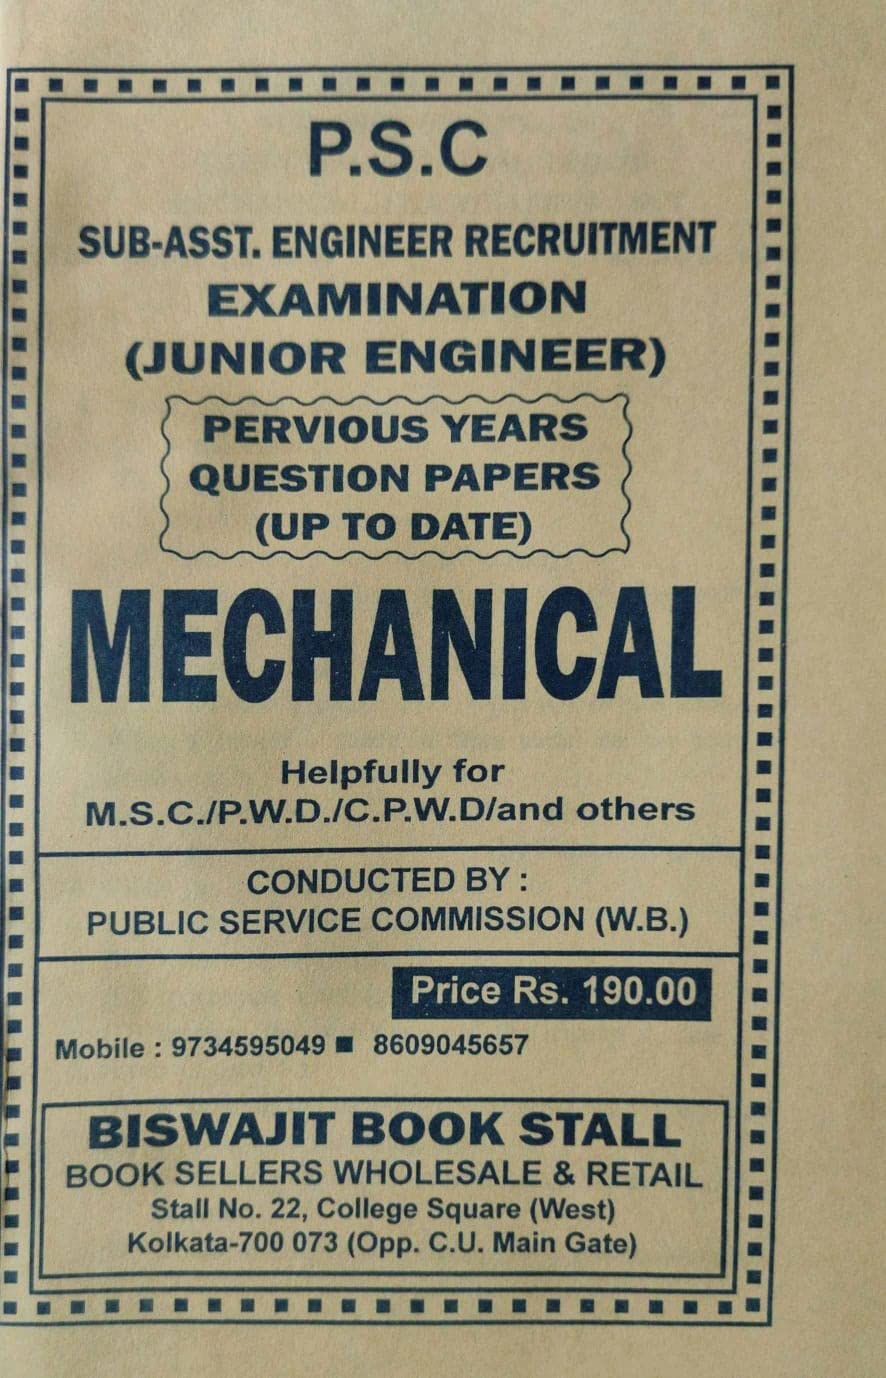 P.S.C
SUB-ASST. ENGINEER RECRUITMENT
EXAMINATION
(JUNIOR ENGINEER)
PERVIOUS YEARS
QUESTION PAPERS
(UP TO DATE)
MECHANICAL
Helpfully for
M.S.C./P.W.D./C.P.W.D/and others
CONDUCTED BY :
PUBLIC SERVICE COMMISSION (W.B.)
Price Rs. 190.00
Mobile : 9734595049 ■ 8609045657
BISWAJIT BOOK STALL
BOOK SELLERS WHOLESALE & RETAIL
Stall No. 22, College Square (West)
Kolkata-700 073 (Opp. C.U. Main Gate)